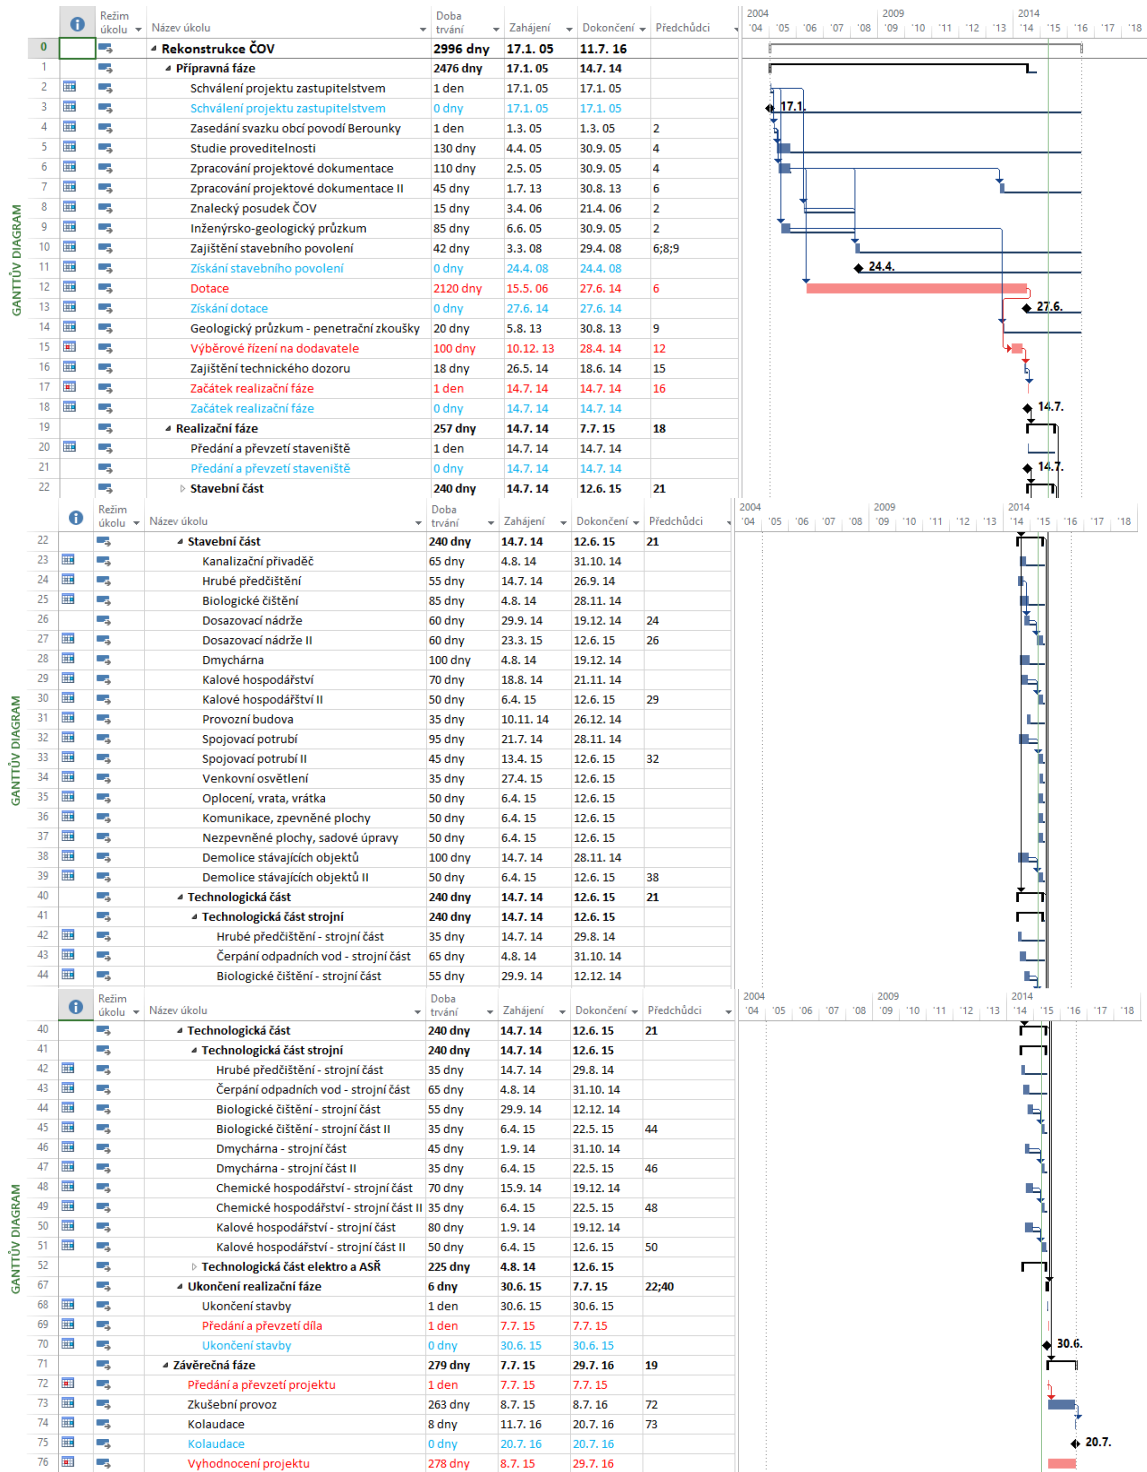 Režim úkolu Název úkolu Doba trvání Zahájení Dokončení Předchůdci 2004 2009 2014
'04 '05 '06 '07 '08 '09 '10 '11 '12 '13 '14 '15 '16 '17 '18
GANTTŮV DIAGRAM
0 Rekonstrukce ČOV 2996 dny 17.1. 05 11.7. 16
1 Přípravná fáze 2476 dny 17.1. 05 14.7. 14
2 Schválení projektu zastupitelstvem 1 den 17.1. 05 17.1. 05
3 Schválení projektu zastupitelstvem 0 dny 17.1. 05 17.1. 05 17.1.
4 Zasedání svazku obcí povodí Berounky 1 den 1.3. 05 1.3. 05 2
5 Studie proveditelnosti 130 dny 4.4. 05 30.9. 05 4
6 Zpracování projektové dokumentace 110 dny 2.5. 05 30.9. 05 4
7 Zpracování projektové dokumentace II 45 dny 1.7. 13 30.8. 13 6
8 Znalecký posudek ČOV 15 dny 3.4. 06 21.4. 06 2
9 Inženýrsko-geologický průzkum 85 dny 6.6. 05 30.9. 05 2
10 Zajištění stavebního povolení 42 dny 3.3. 08 29.4. 08 6;8;9
11 Získání stavebního povolení 0 dny 24.4. 08 24.4. 08 24.4.
12 Dotace 2120 dny 15.5. 06 27.6. 14 6
13 Získání dotace 0 dny 27.6. 14 27.6. 14 27.6.
14 Geologický průzkum - penetrační zkoušky 20 dny 5.8. 13 30.8. 13 9
15 Výběrové řízení na dodavatele 100 dny 10.12. 13 28.4. 14 12
16 Zajištění technického dozoru 18 dny 26.5. 14 18.6. 14 15
17 Začátek realizační fáze 1 den 14.7. 14 14.7. 14 16
18 Začátek realizační fáze 0 dny 14.7. 14 14.7. 14 14.7.
19 Realizační fáze 257 dny 14.7. 14 7.7. 15 18
20 Předání a převzetí staveniště 1 den 14.7. 14 14.7. 14
21 Předání a převzetí staveniště 0 dny 14.7. 14 14.7. 14 14.7.
22 Stavební část 240 dny 14.7. 14 12.6. 15 21
Režim úkolu Název úkolu Doba trvání Zahájení Dokončení Předchůdci 2004 2009 2014
'04 '05 '06 '07 '08 '09 '10 '11 '12 '13 '14 '15 '16 '17 '18
GANTTŮV DIAGRAM
22 Stavební část 240 dny 14.7. 14 12.6. 15 21
23 Kanalizační přivaděč 65 dny 4.8. 14 31.10. 14
24 Hrubé předčištění 55 dny 14.7. 14 26.9. 14
25 Biologické čištění 85 dny 4.8. 14 28.11. 14
26 Dosazovací nádrže 60 dny 29.9. 14 19.12. 14 24
27 Dosazovací nádrže II 60 dny 23.3. 15 12.6. 15 26
28 Dmychárna 100 dny 4.8. 14 19.12. 14
29 Kalové hospodářství 70 dny 18.8. 14 21.11. 14
30 Kalové hospodářštví II 50 dny 6.4. 15 12.6. 15 29
31 Provozní budova 35 dny 10.11. 14 26.12. 14
32 Spojovací potrubí 95 dny 21.7. 14 28.11. 14
33 Spojovací potrubí II 45 dny 13.4. 15 12.6. 15 32
34 Venkovní osvětlení 35 dny 27.4. 15 12.6. 15
35 Oplocení, vrata, vrátka 50 dny 6.4. 15 12.6. 15
36 Komunikace, zpevněné plochy 50 dny 6.4. 15 12.6. 15
37 Nezpevněné plochy, sadové úpravy 50 dny 6.4. 15 12.6. 15
38 Demolice stávajících objektů 100 dny 14.7. 14 28.11. 14
39 Demolice stávajících objektů II 50 dny 6.4. 15 12.6. 15 38
40 Technologická část 240 dny 14.7. 14 12.6. 15 21
41 Technologická část strojní 240 dny 14.7. 14 12.6. 15
42 Hrubé předčištění - strojní část 35 dny 14.7. 14 29.8. 14
43 Čerpání odpadních vod - strojní část 65 dny 4.8. 14 31.10. 14
44 Biologické čištění - strojní část 55 dny 29.9. 14 12.12. 14
Režim úkolu Název úkolu Doba trvání Zahájení Dokončení Předchůdci 2004 2009 2014
'04 '05 '06 '07 '08 '09 '10 '11 '12 '13 '14 '15 '16 '17 '18
GANTTŮV DIAGRAM
40 Technologická část 240 dny 14.7. 14 12.6. 15 21
41 Technologická část strojní 240 dny 14.7. 14 12.6. 15
42 Hrubé předčištění - strojní část 35 dny 14.7. 14 29.8. 14
43 Čerpání odpadních vod - strojní část 65 dny 4.8. 14 31.10. 14
44 Biologické čištění - strojní část 55 dny 29.9. 14 12.12. 14
45 Biologické čištění - strojní část II 35 dny 6.4. 15 22.5. 15 44
46 Dmychárna - strojní část 45 dny 1.9. 14 31.10. 14
47 Dmychárna - strojní část II 35 dny 6.4. 15 22.5. 15 46
48 Chemické hospodářství - strojní část 70 dny 15.9. 14 19.12. 14
49 Chemické hospodářství - strojní část II 35 dny 6.4. 15 22.5. 15 48
50 Kalové hospodářství - strojní část 80 dny 1.9. 14 19.12. 14
51 Kalové hospodářství - strojní část II 50 dny 6.4. 15 12.6. 15 50
52 Technologická část elektro a ASŘ 225 dny 4.8. 14 12.6. 15
67 Ukončení realizační fáze 6 dny 30.6. 15 7.7. 15 22;40
68 Ukončení stavby 1 den 30.6. 15 30.6. 15
69 Předání a převzetí díla 1 den 7.7. 15 7.7. 15
70 Ukončení stavby 0 dny 30.6. 15 30.6. 15 30.6.
71 Závěrečná fáze 279 dny 7.7. 15 29.7. 16 19
72 Předání a převzetí projektu 1 den 7.7. 15 7.7. 15
73 Zkušební provoz 263 dny 8.7. 15 8.7. 16 72
74 Kolaudace 8 dny 11.7. 16 20.7. 16 73
75 Kolaudace 0 dny 20.7. 16 20.7. 16 20.7.
76 Vyhodnocení projektu 278 dny 8.7. 15 29.7. 16